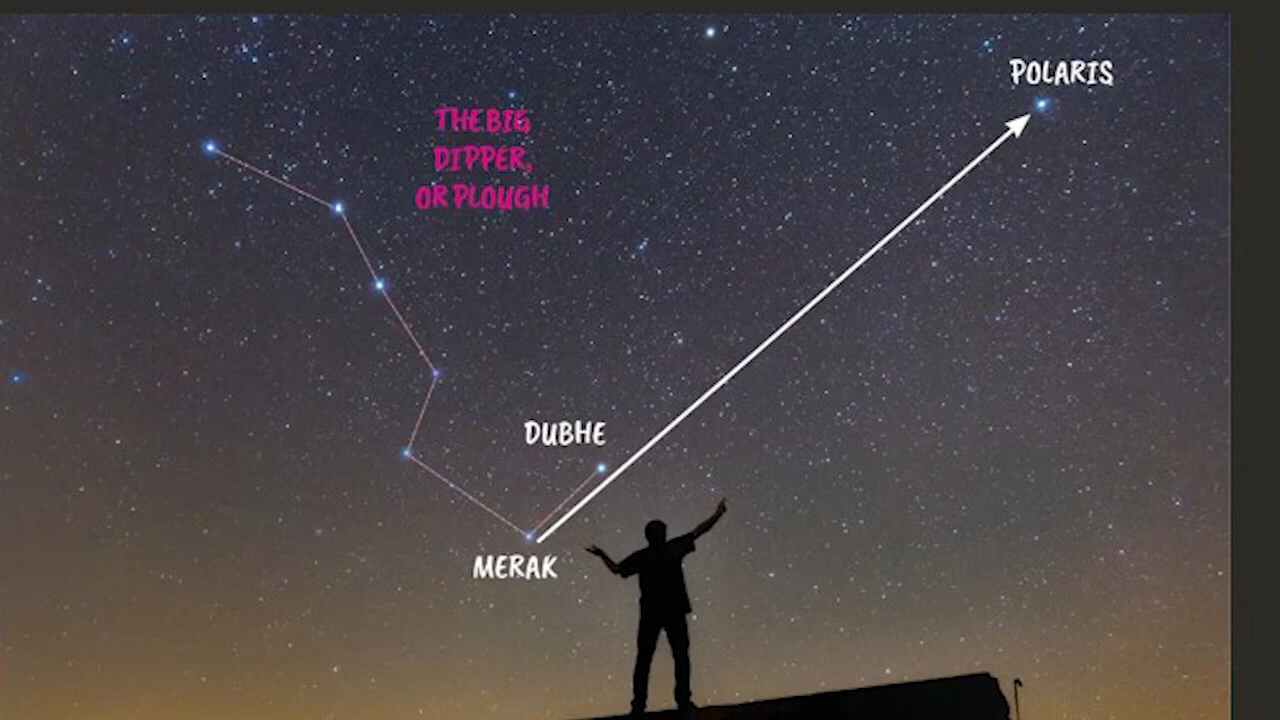 POLARIS
THE BIG
DIPPER,
OR PLOUGH
DUBHE
MERAK